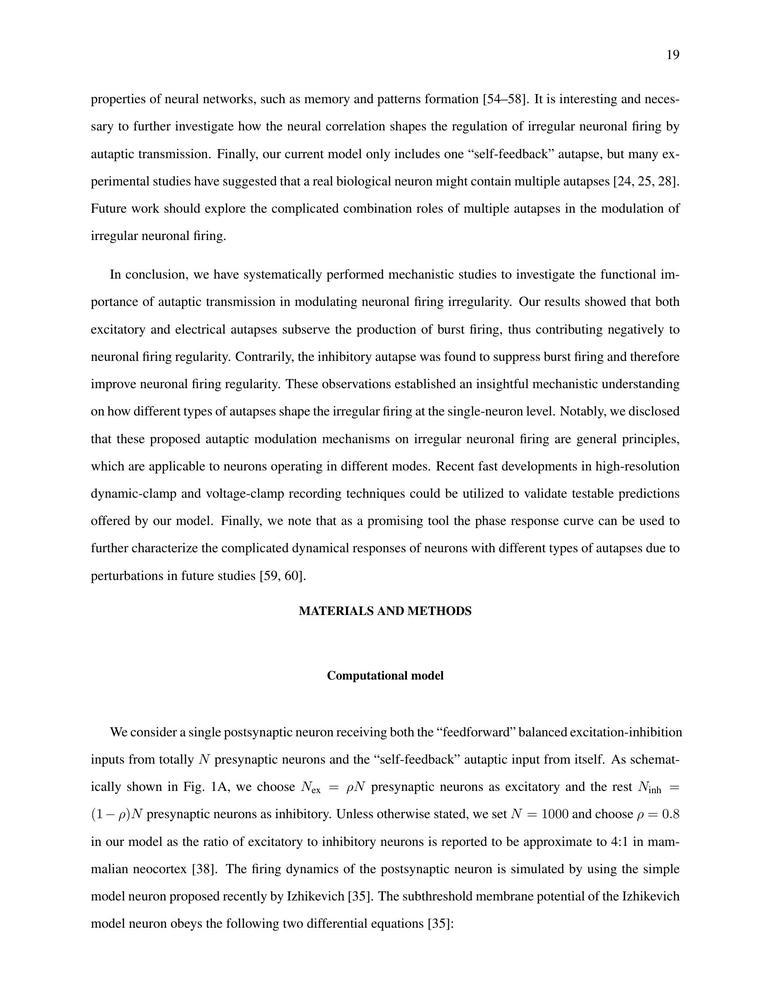 19
properties of neural networks, such as memory and patterns formation [54–58]. It is interesting and neces-
sary to further investigate how the neural correlation shapes the regulation of irregular neuronal firing by
autaptic transmission. Finally, our current model only includes one “self-feedback” autapse, but many ex-
perimental studies have suggested that a real biological neuron might contain multiple autapses [24, 25, 28].
Future work should explore the complicated combination roles of multiple autapses in the modulation of
irregular neuronal firing.
In conclusion, we have systematically performed mechanistic studies to investigate the functional im-
portance of autaptic transmission in modulating neuronal firing irregularity. Our results showed that both
excitatory and electrical autapses subserve the production of burst firing, thus contributing negatively to
neuronal firing regularity. Contrarily, the inhibitory autapse was found to suppress burst firing and therefore
improve neuronal firing regularity. These observations established an insightful mechanistic understanding
on how different types of autapses shape the irregular firing at the single-neuron level. Notably, we disclosed
that these proposed autaptic modulation mechanisms on irregular neuronal firing are general principles,
which are applicable to neurons operating in different modes. Recent fast developments in high-resolution
dynamic-clamp and voltage-clamp recording techniques could be utilized to validate testable predictions
offered by our model. Finally, we note that as a promising tool the phase response curve can be used to
further characterize the complicated dynamical responses of neurons with different types of autapses due to
perturbations in future studies [59, 60].
MATERIALS AND METHODS
Computational model
We consider a single postsynaptic neuron receiving both the “feedforward” balanced excitation-inhibition
inputs from totally N presynaptic neurons and the “self-feedback” autaptic input from itself. As schemat-
ically shown in Fig. 1A, we choose N_ex = ρN presynaptic neurons as excitatory and the rest N_inh =
(1 − ρ)N presynaptic neurons as inhibitory. Unless otherwise stated, we set N = 1000 and choose ρ = 0.8
in our model as the ratio of excitatory to inhibitory neurons is reported to be approximate to 4:1 in mam-
malian neocortex [38]. The firing dynamics of the postsynaptic neuron is simulated by using the simple
model neuron proposed recently by Izhikevich [35]. The subthreshold membrane potential of the Izhikevich
model neuron obeys the following two differential equations [35]: